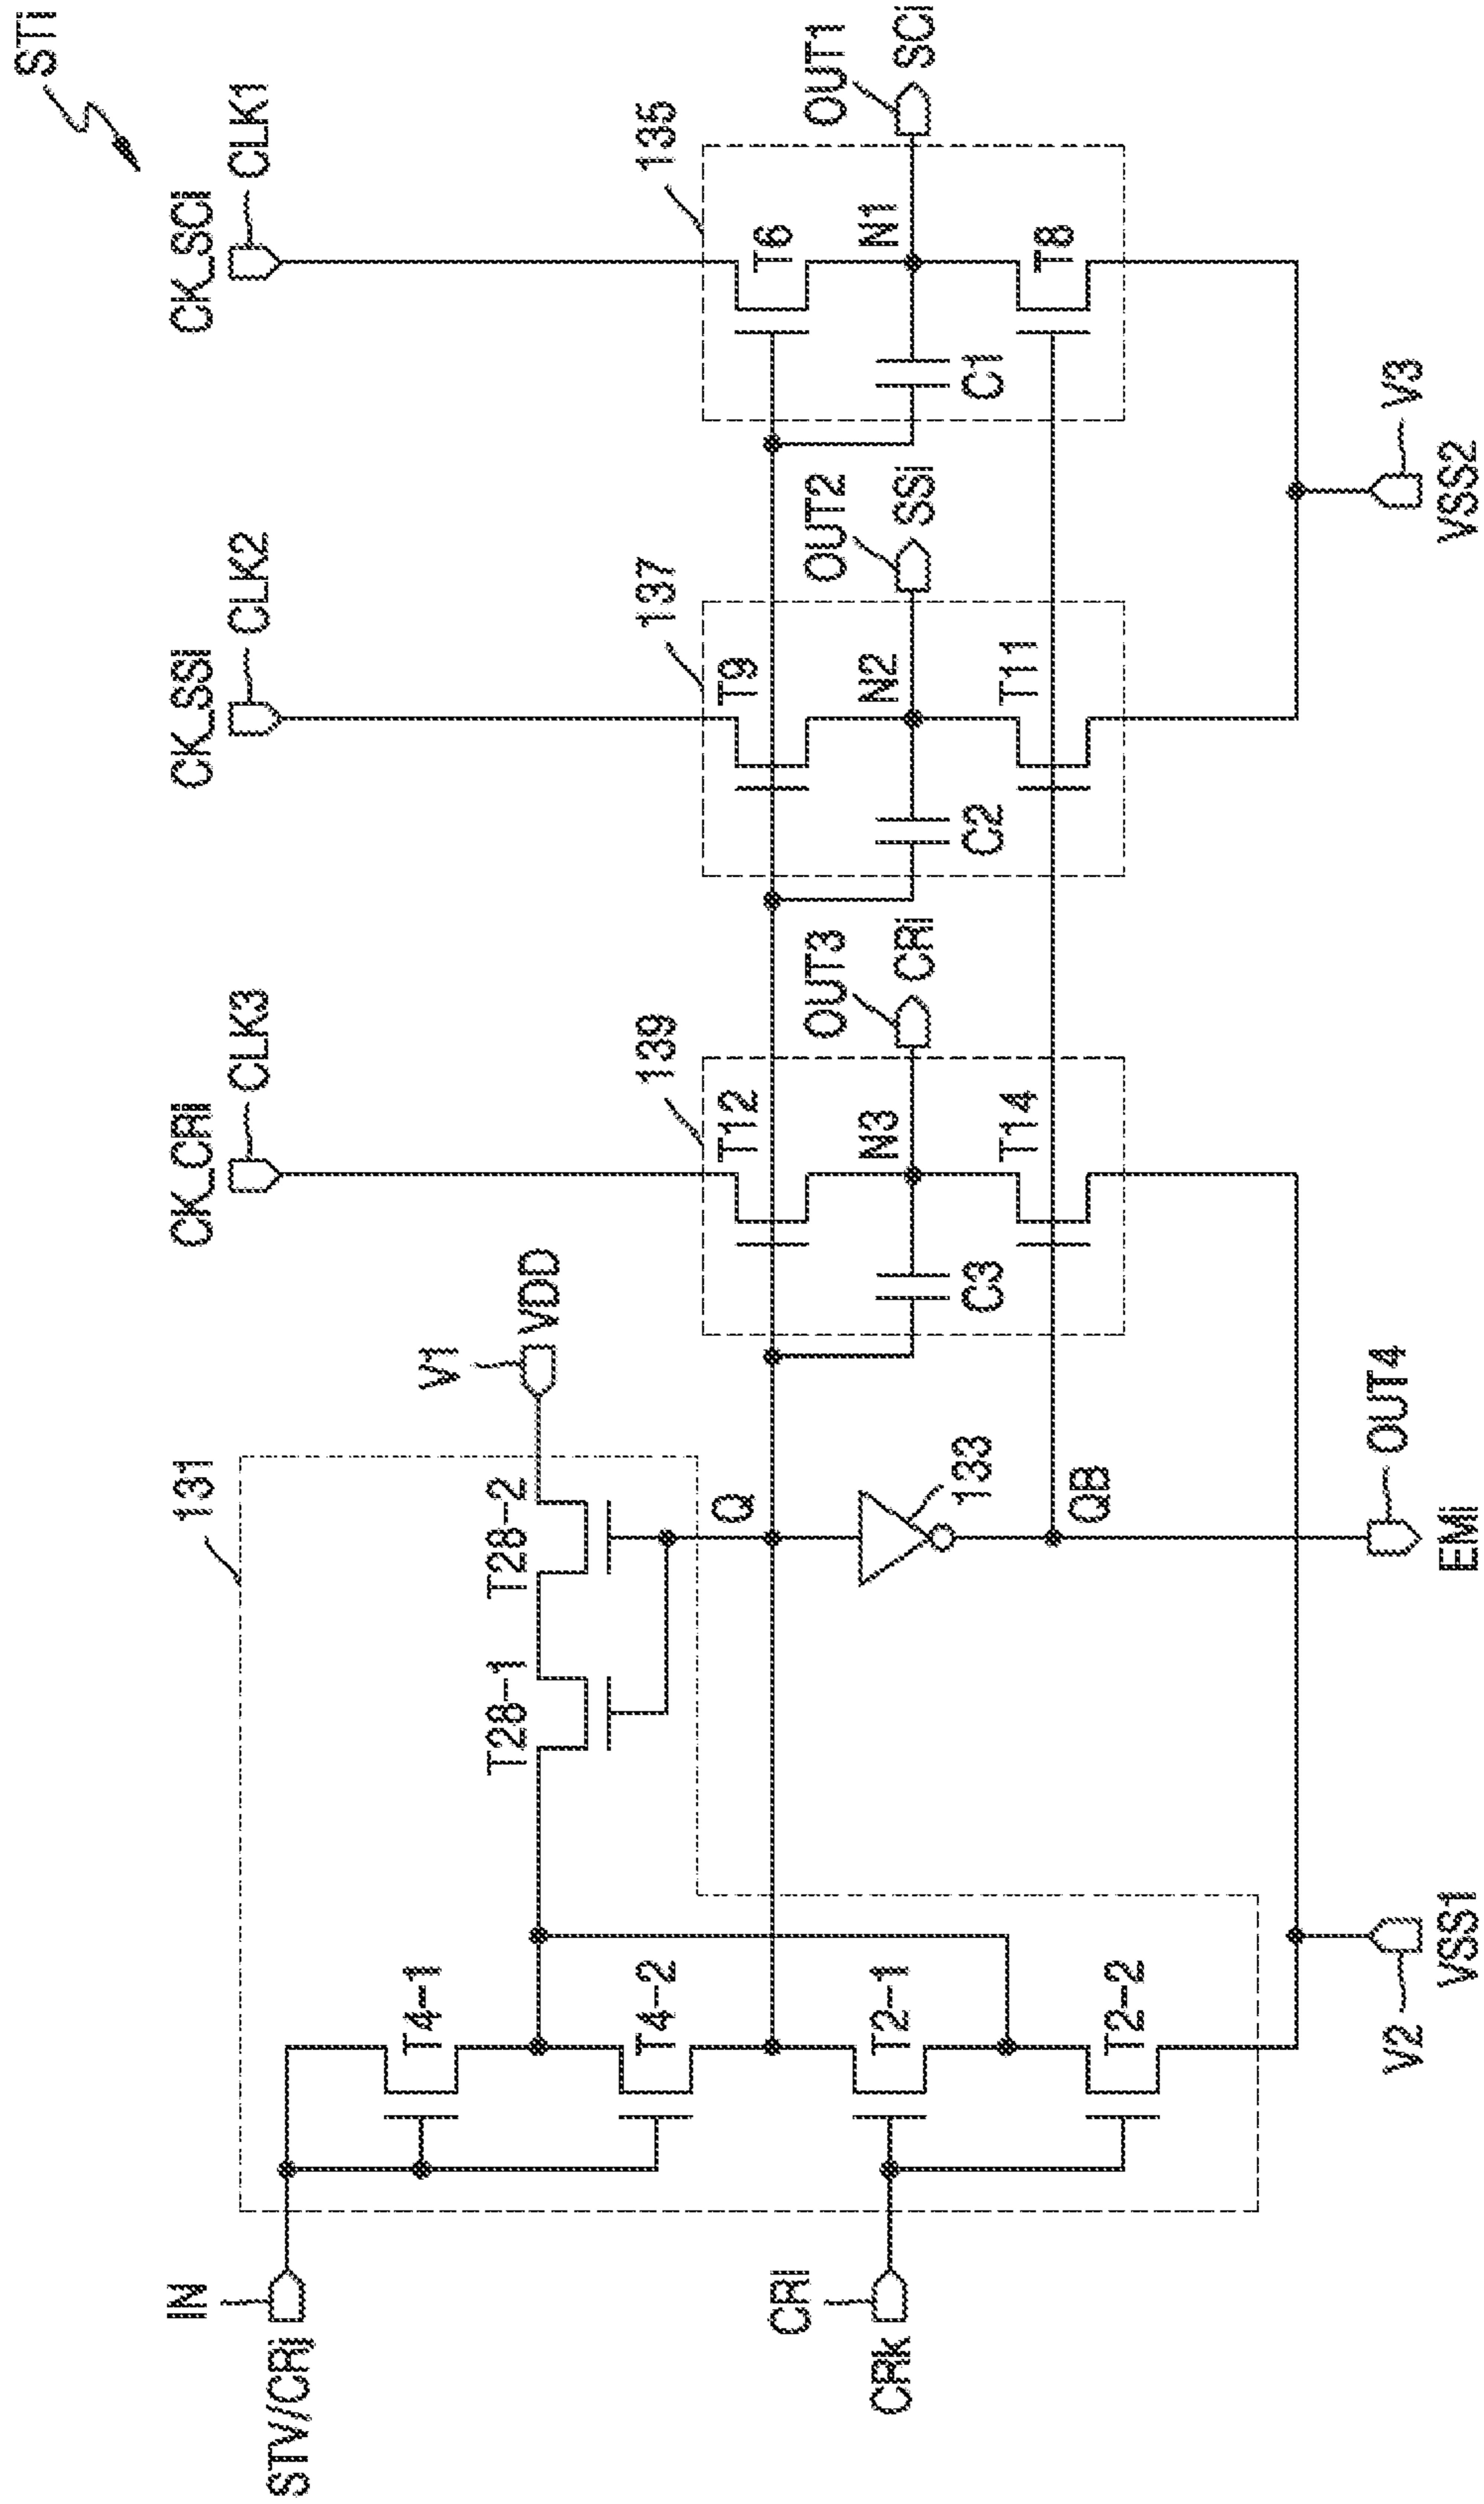 STi
CK_CRi
CK_SSi
CK_SCi
CLK3
CLK2
CLK1
131
V1
VDD
IN
STV/CRj
T4-1
T28-1
T28-2
139
137
135
T4-2
Q
T12
T9
T6
OUT3
OUT2
OUT1
CRI
CRk
T2-1
N3
CRi
N2
SSi
N1
SCi
133
C3
C2
C1
T2-2
QB
T14
T11
T8
V2
VSS1
OUT4
EMi
V3
VSS2